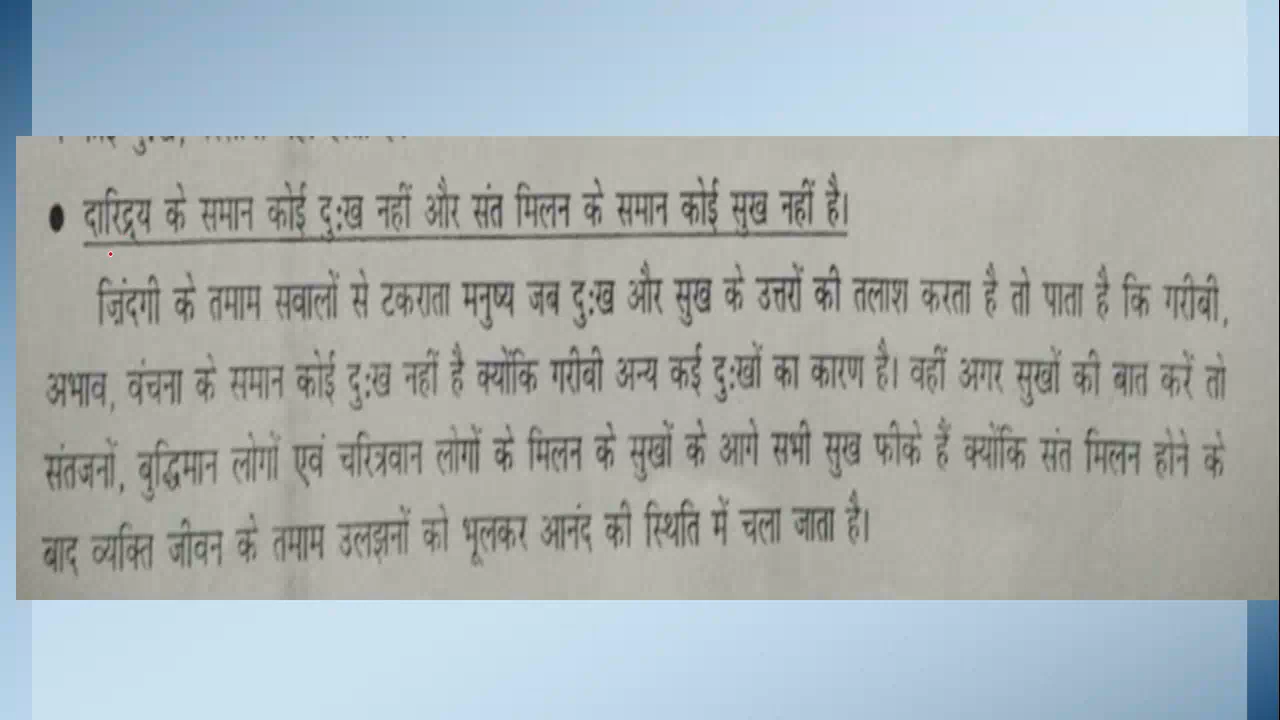 ● दारिद्र्य के समान कोई दुःख नहीं और संत मिलन के समान कोई सुख नहीं है।
ज़िंदगी के तमाम सवालों से टकराता मनुष्य जब दुःख और सुख के उत्तरों की तलाश करता है तो पाता है कि गरीबी,
अभाव, वंचना के समान कोई दुःख नहीं है क्योंकि गरीबी अन्य कई दुःखों का कारण है। वहीं अगर सुखों की बात करें तो
संतजनों, बुद्धिमान लोगों एवं चरित्रवान लोगों के मिलन के सुखों के आगे सभी सुख फीके हैं क्योंकि संत मिलन होने के
बाद व्यक्ति जीवन के तमाम उलझनों को भूलकर आनंद की स्थिति में चला जाता है।